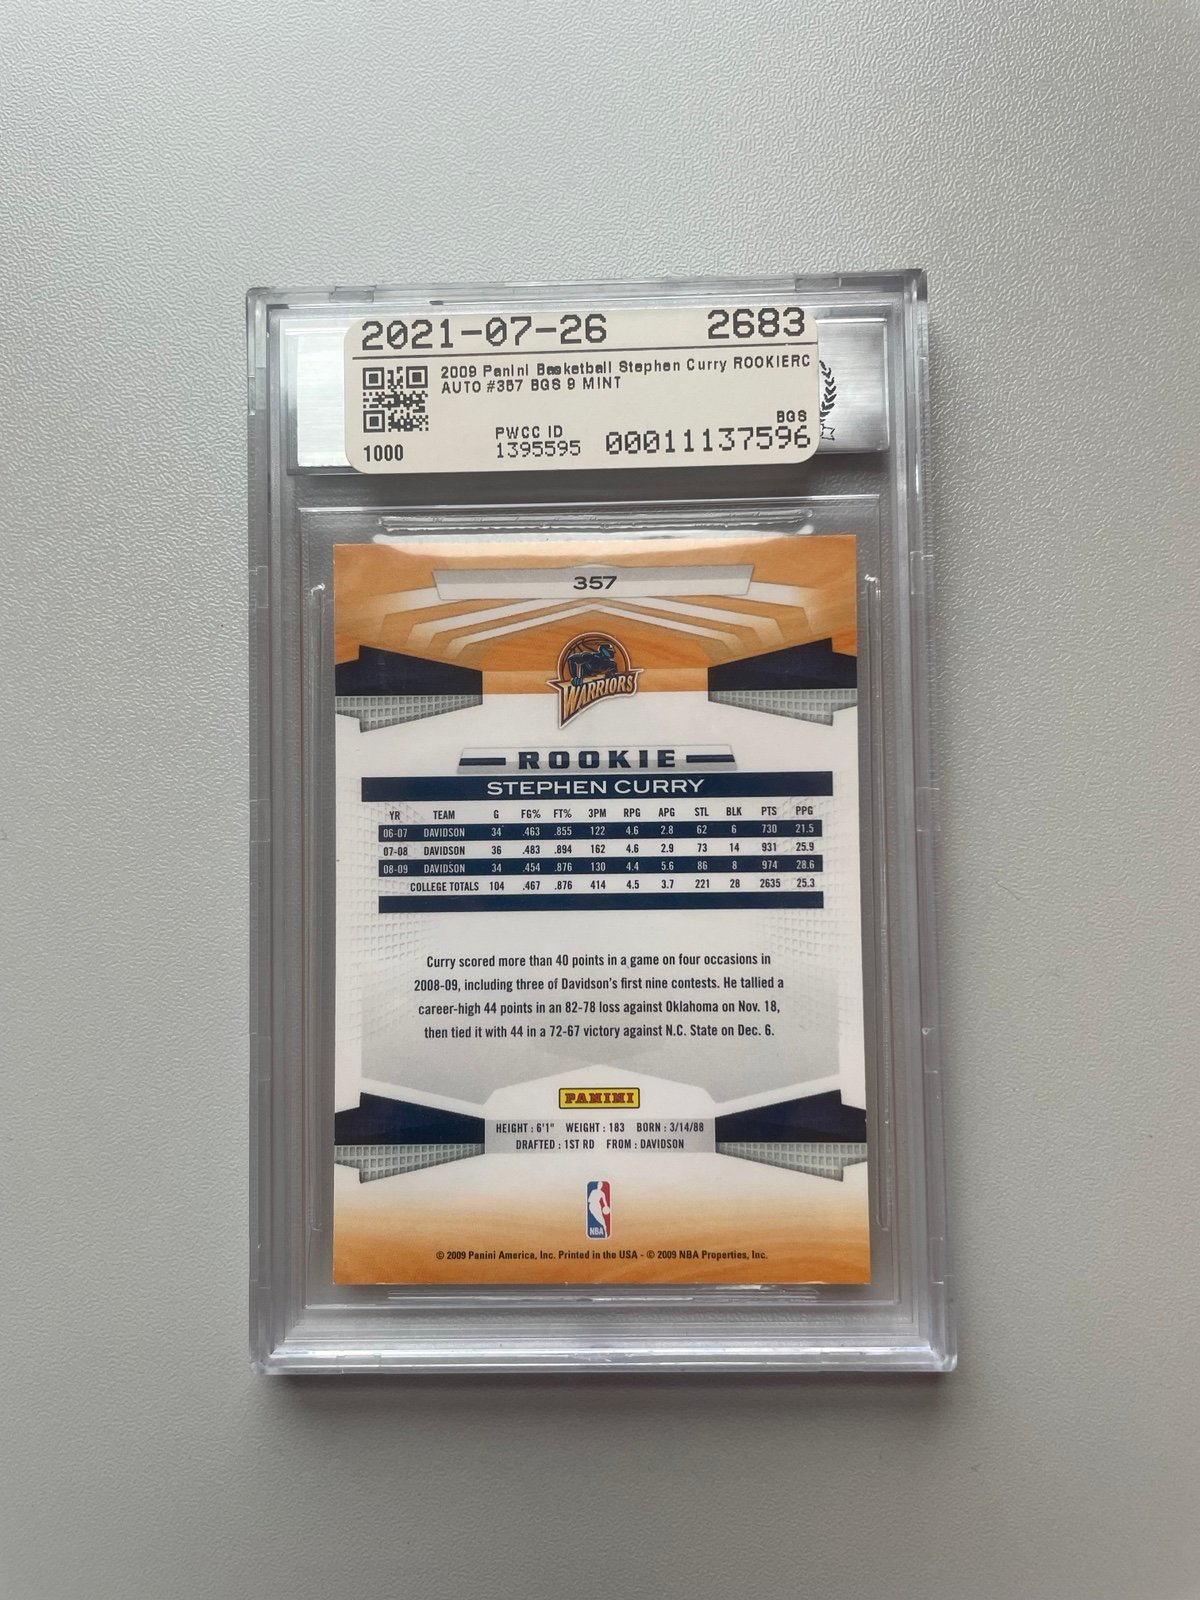 2021-07-26 2683
2009 Panini Basketball Stephen Curry ROOKIERC
AUTO #357 BGS 9 MINT
BGS
PWCC ID
1000 1395595 00011137596
357
WARRIORS
ROOKIE
STEPHEN CURRY
YR TEAM G FG% FT% 3PM RPG APG STL BLK PTS PPG
06-07 DAVIDSON 34 .463 .855 122 4.6 2.8 62 6 730 21.5
07-08 DAVIDSON 36 .483 .894 162 4.6 2.9 73 14 931 25.9
08-09 DAVIDSON 34 .454 .876 130 4.4 5.6 86 8 974 28.6
COLLEGE TOTALS 104 .467 .876 414 4.5 3.7 221 28 2635 25.3
Curry scored more than 40 points in a game on four occasions in
2008-09, including three of Davidson's first nine contests. He tallied a
career-high 44 points in an 82-78 loss against Oklahoma on Nov. 18,
then tied it with 44 in a 72-67 victory against N.C. State on Dec. 6.
PANINI
HEIGHT : 6'1" WEIGHT : 183 BORN : 3/14/88
DRAFTED : 1ST RD FROM : DAVIDSON
NBA
© 2009 Panini America, Inc. Printed in the USA - © 2009 NBA Properties, Inc.